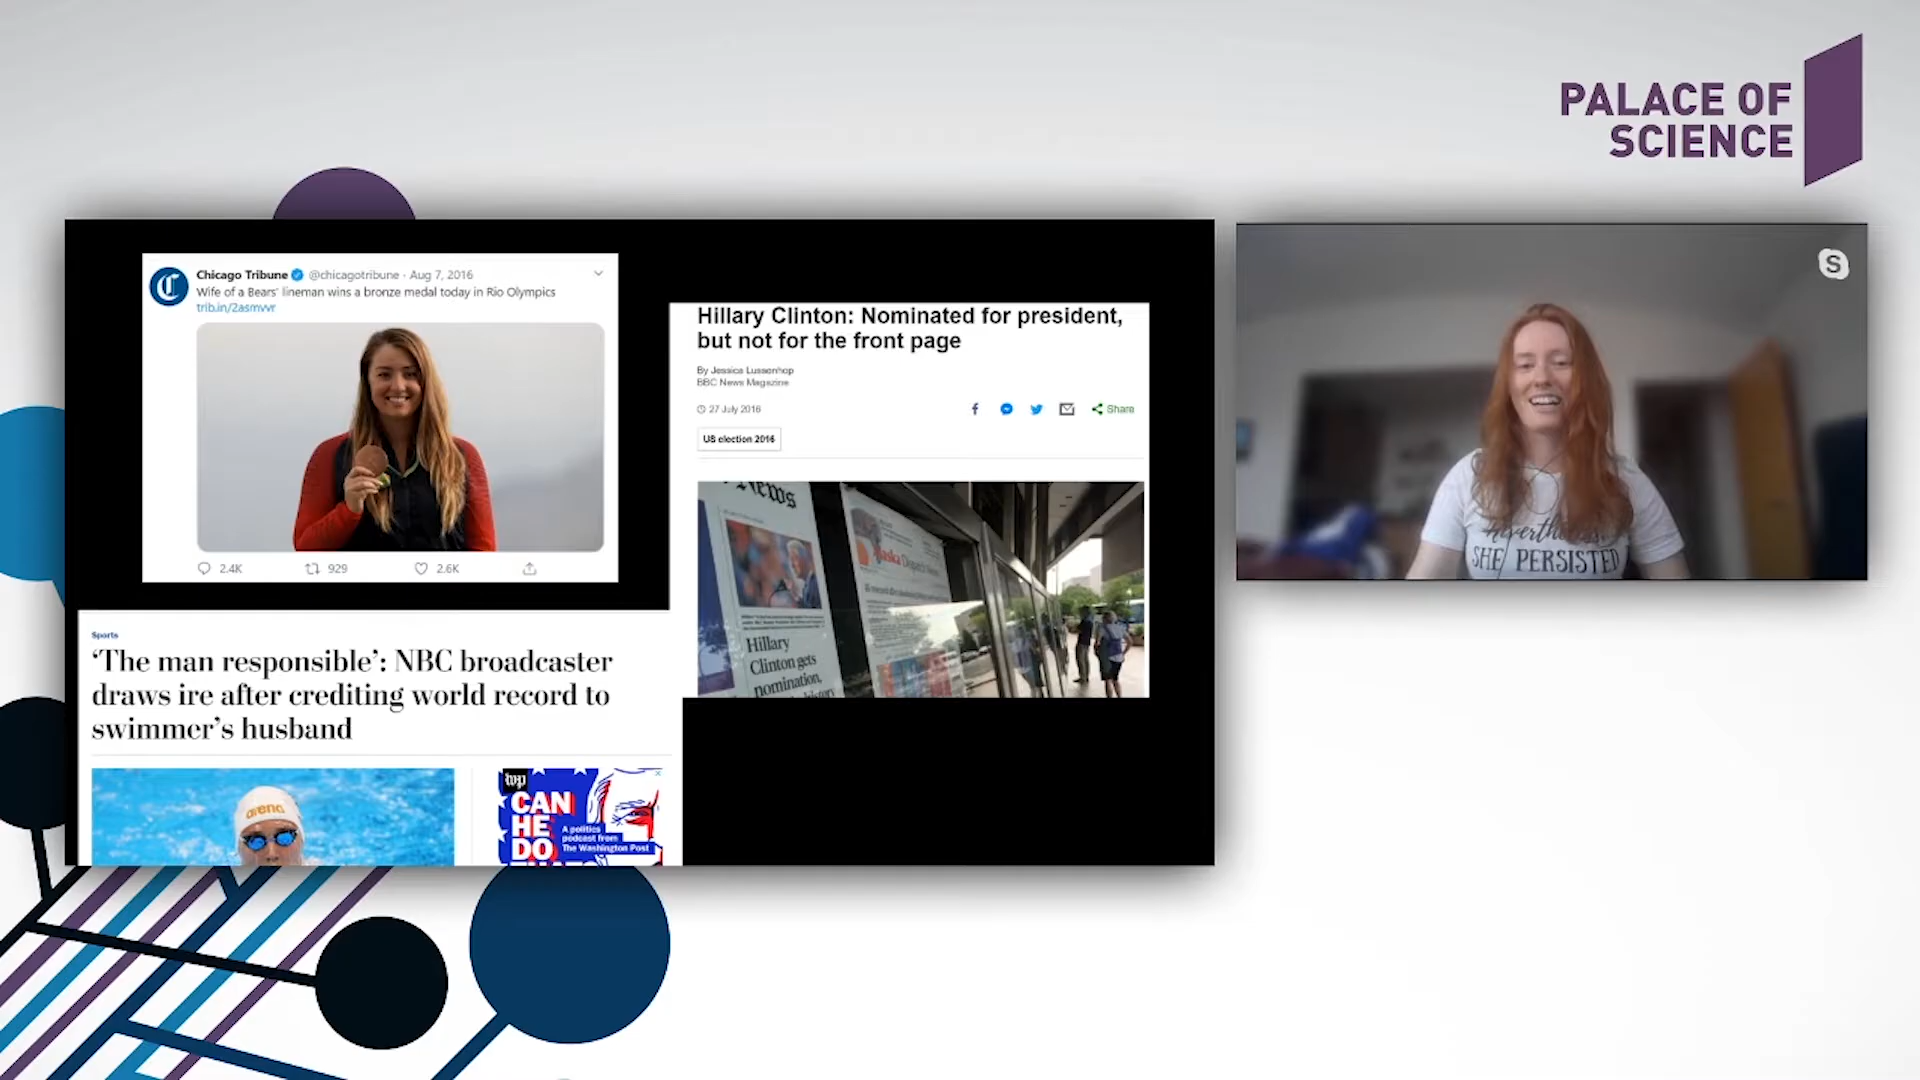 PALACE OF
SCIENCE
Chicago Tribune @chicagotribune · Aug 7, 2016
Wife of a Bears' lineman wins a bronze medal today in Rio Olympics
trib.in/2asmvvr
2.4K 929 2.6K
Hillary Clinton: Nominated for president,
but not for the front page
By Jessica Lussenhop
BBC News Magazine
27 July 2016
Share
US election 2016
News
Hillary
Clinton gets
nomination,
Sports
‘The man responsible’: NBC broadcaster
draws ire after crediting world record to
swimmer’s husband
arena
wp
CAN
HE
DO
A politics
podcast from
The Washington Post
S
nevertheless,
SHE PERSISTED